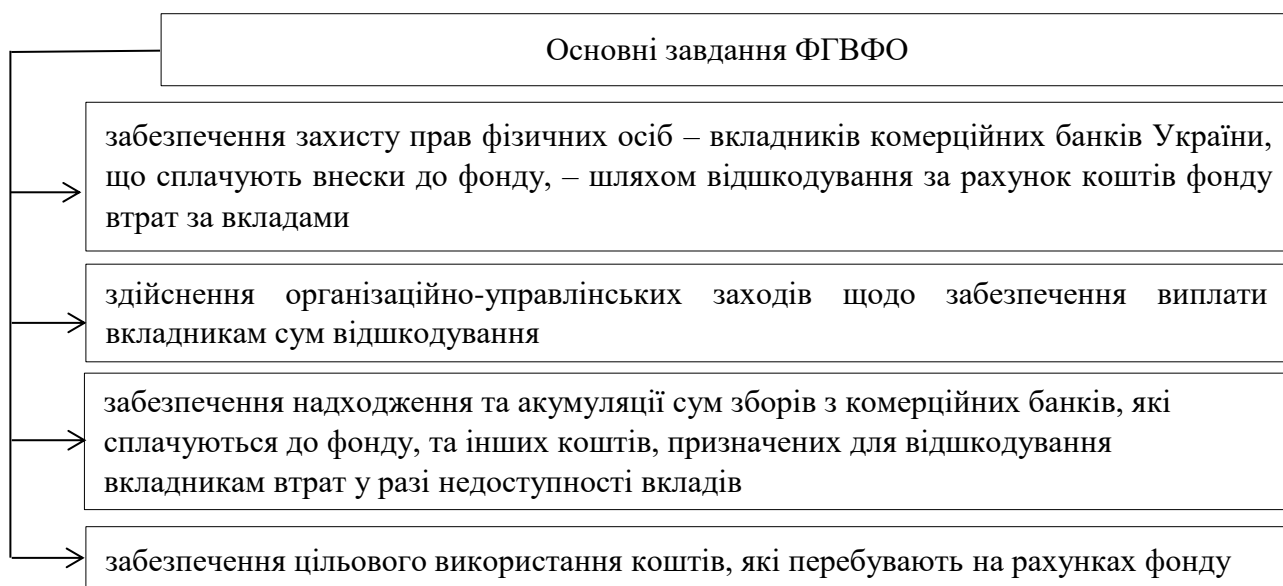 Основні завдання ФГВФО
забезпечення захисту прав фізичних осіб – вкладників комерційних банків України,
що сплачують внески до фонду, – шляхом відшкодування за рахунок коштів фонду
втрат за вкладами
здійснення організаційно-управлінських заходів щодо забезпечення виплати
вкладникам сум відшкодування
забезпечення надходження та акумуляції сум зборів з комерційних банків, які
сплачуються до фонду, та інших коштів, призначених для відшкодування
вкладникам втрат у разі недоступності вкладів
забезпечення цільового використання коштів, які перебувають на рахунках фонду